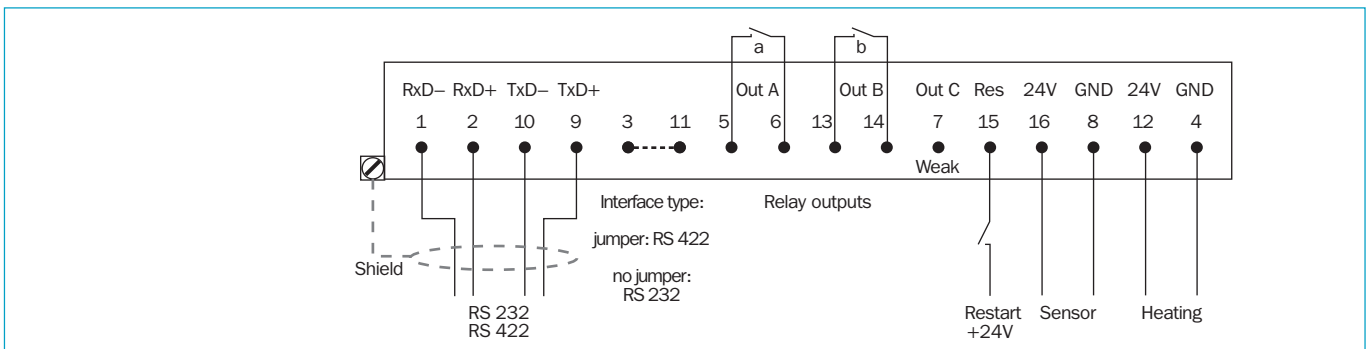 a b
RxD– RxD+ TxD– TxD+ Out A Out B Out C Res 24V GND 24V GND
1 2 10 9 3 11 5 6 13 14 7 15 16 8 12 4
Weak
Interface type: Relay outputs
jumper: RS 422
Shield
no jumper:
RS 232
RS 232 Restart Sensor Heating
RS 422 +24V